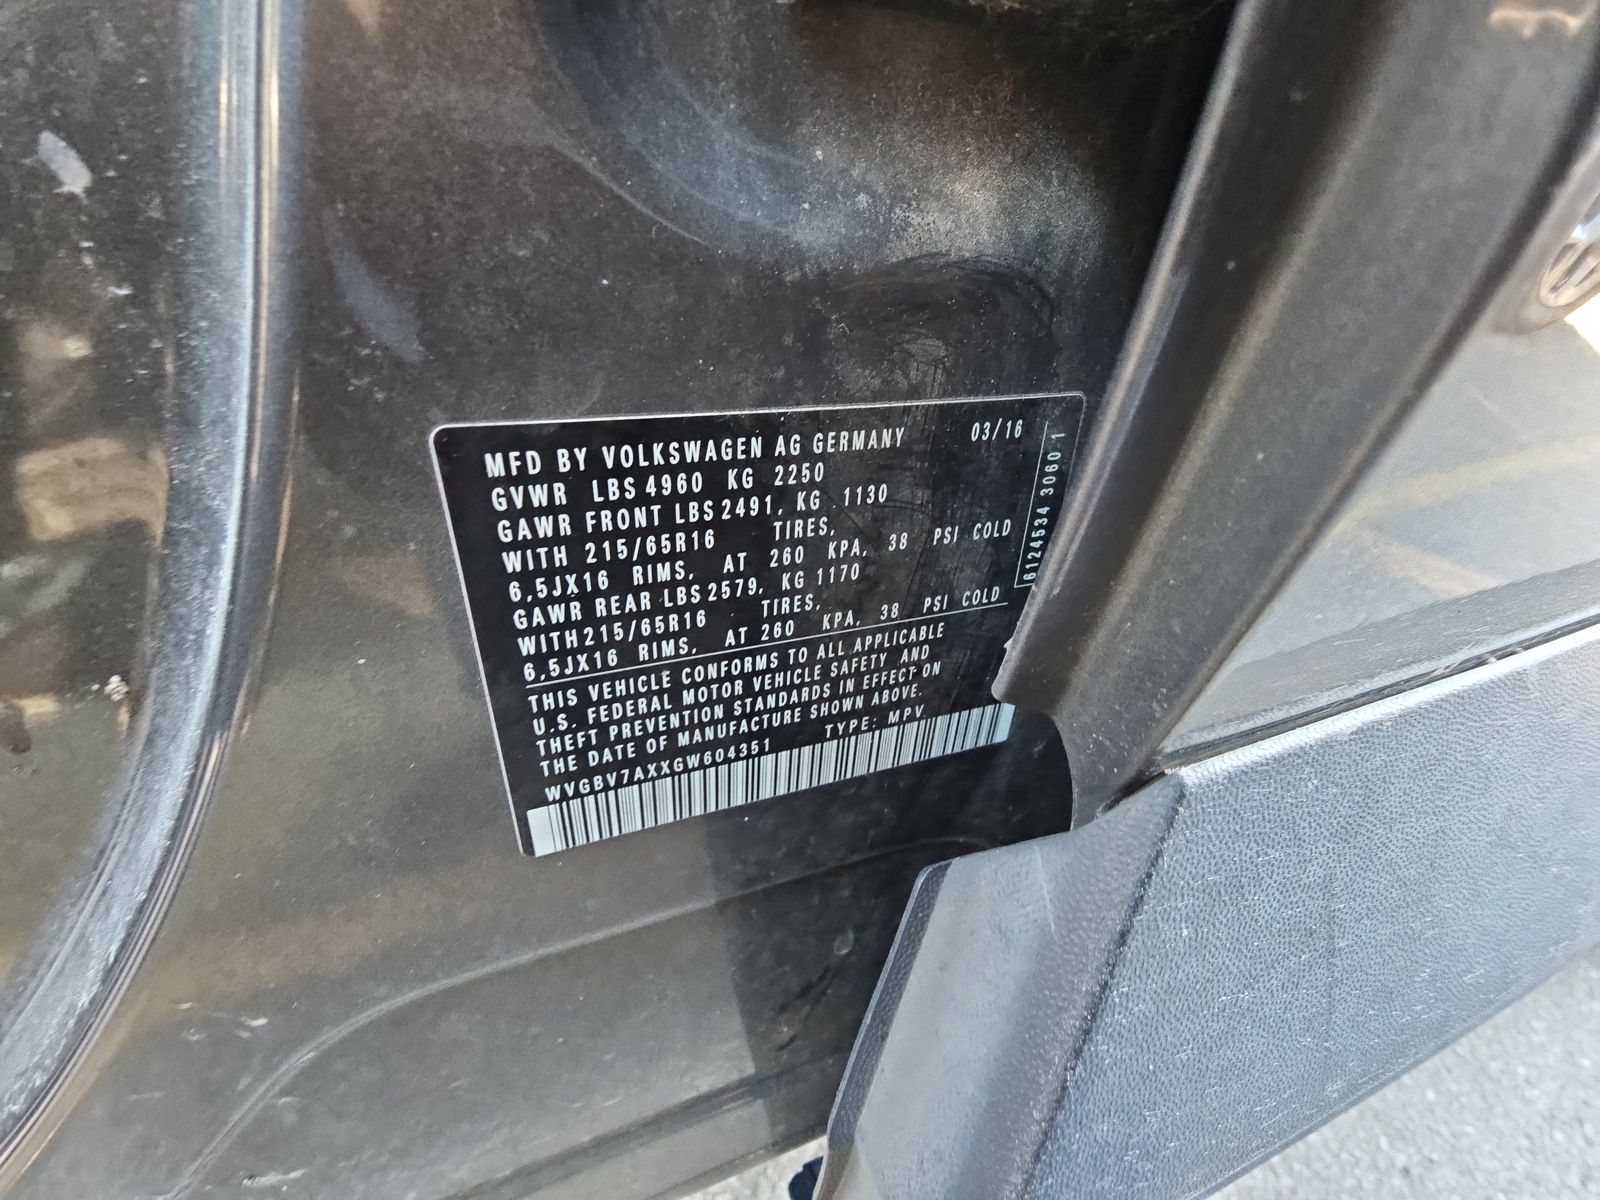 MFD BY VOLKSWAGEN AG GERMANY 03/16
GVWR LBS 4960 KG 2250
GAWR FRONT LBS 2491, KG 1130
WITH 215/65R16 TIRES,
6,5JX16 RIMS, AT 260 KPA, 38 PSI COLD
GAWR REAR LBS 2579, KG 1170
WITH 215/65R16 TIRES,
6,5JX16 RIMS, AT 260 KPA, 38 PSI COLD
THIS VEHICLE CONFORMS TO ALL APPLICABLE
U.S. FEDERAL MOTOR VEHICLE SAFETY AND
THEFT PREVENTION STANDARDS IN EFFECT ON
THE DATE OF MANUFACTURE SHOWN ABOVE.
WVGBV7AXXGW604351 TYPE: MPV
6124534 3060 1